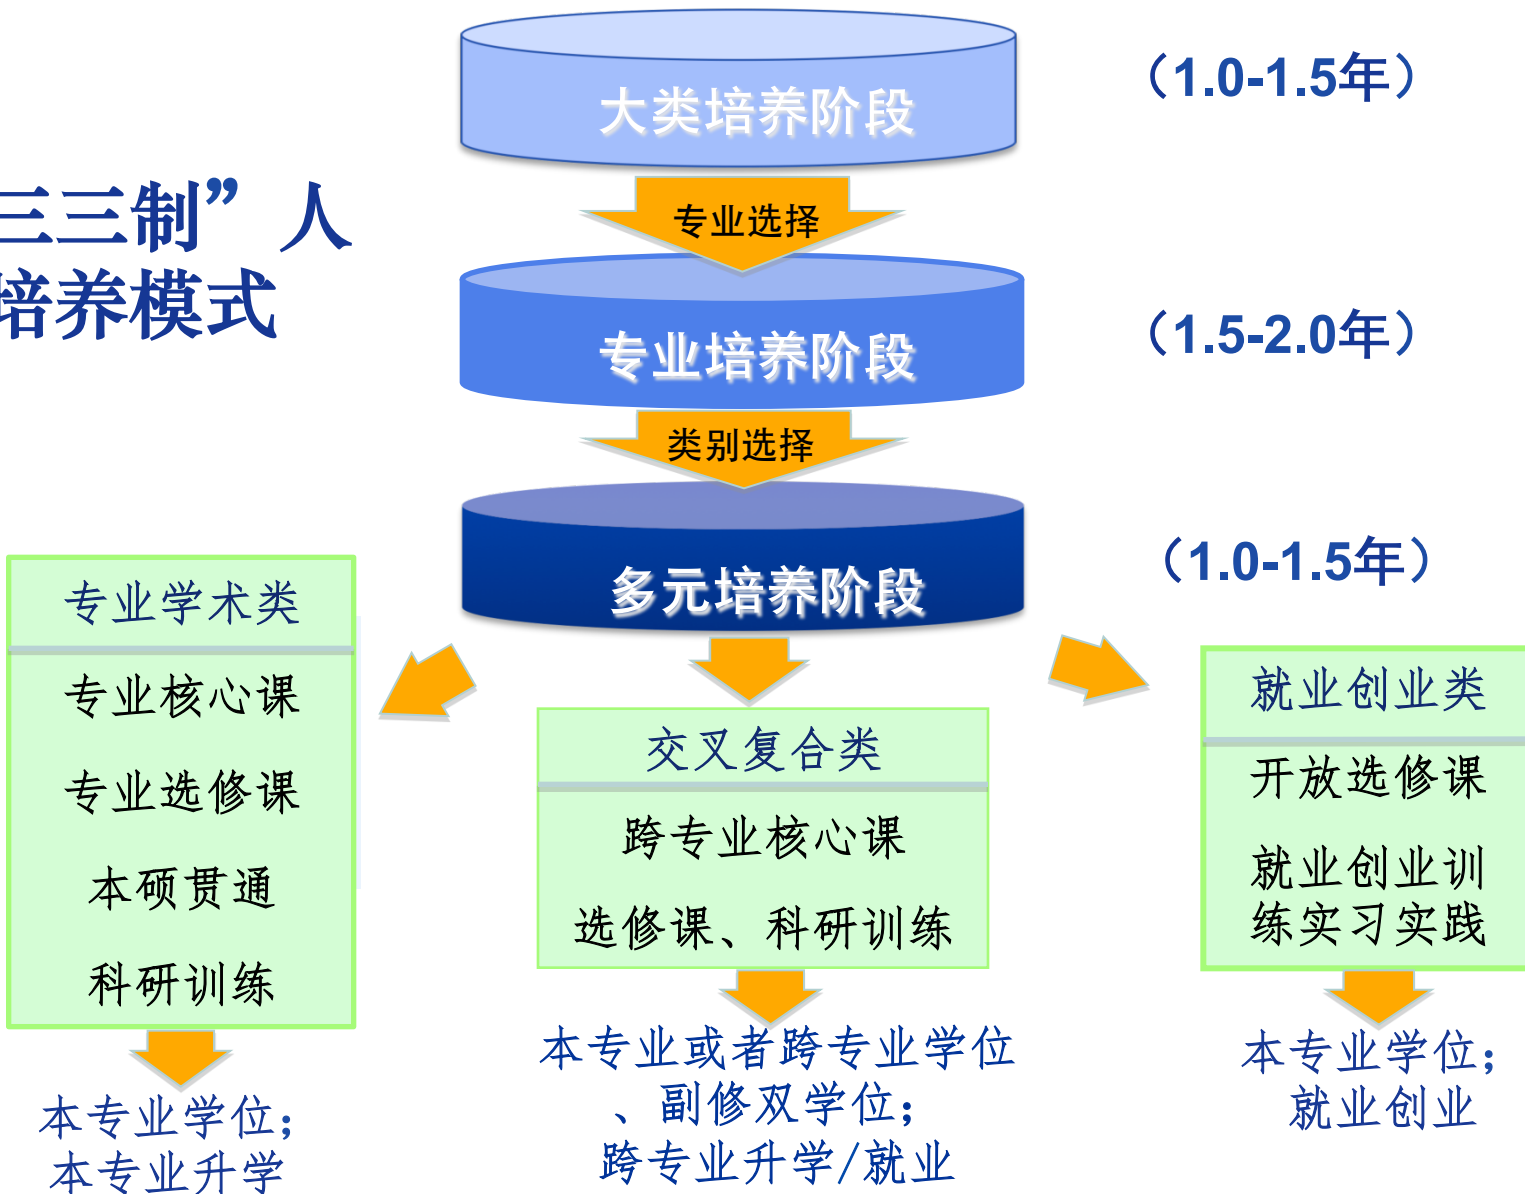 大类培养阶段
（1.0-1.5年）
三三制”人
培养模式
专业选择
专业培养阶段
（1.5-2.0年）
类别选择
多元培养阶段
（1.0-1.5年）
专业学术类
专业核心课
专业选修课
本硕贯通
科研训练
本专业学位；
本专业升学
交叉复合类
跨专业核心课
选修课、科研训练
本专业或者跨专业学位
、副修双学位；
跨专业升学/就业
就业创业类
开放选修课
就业创业训
练实习实践
本专业学位；
就业创业